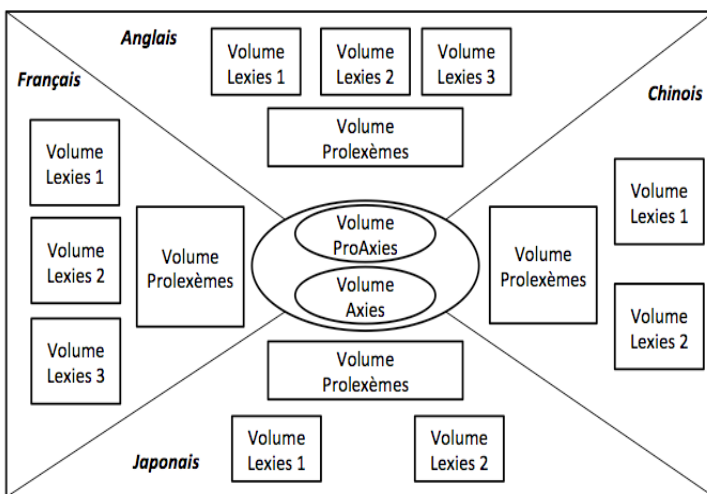 Anglais
Volume
Lexies 1
Volume
Lexies 2
Volume
Lexies 3
Volume
Prolexèmes
Français
Volume
Lexies 1
Volume
Lexies 2
Volume
Lexies 3
Volume
Prolexèmes
Volume
ProAxies
Volume
Axies
Chinois
Volume
Prolexèmes
Volume
Lexies 1
Volume
Lexies 2
Volume
Prolexèmes
Japonais
Volume
Lexies 1
Volume
Lexies 2